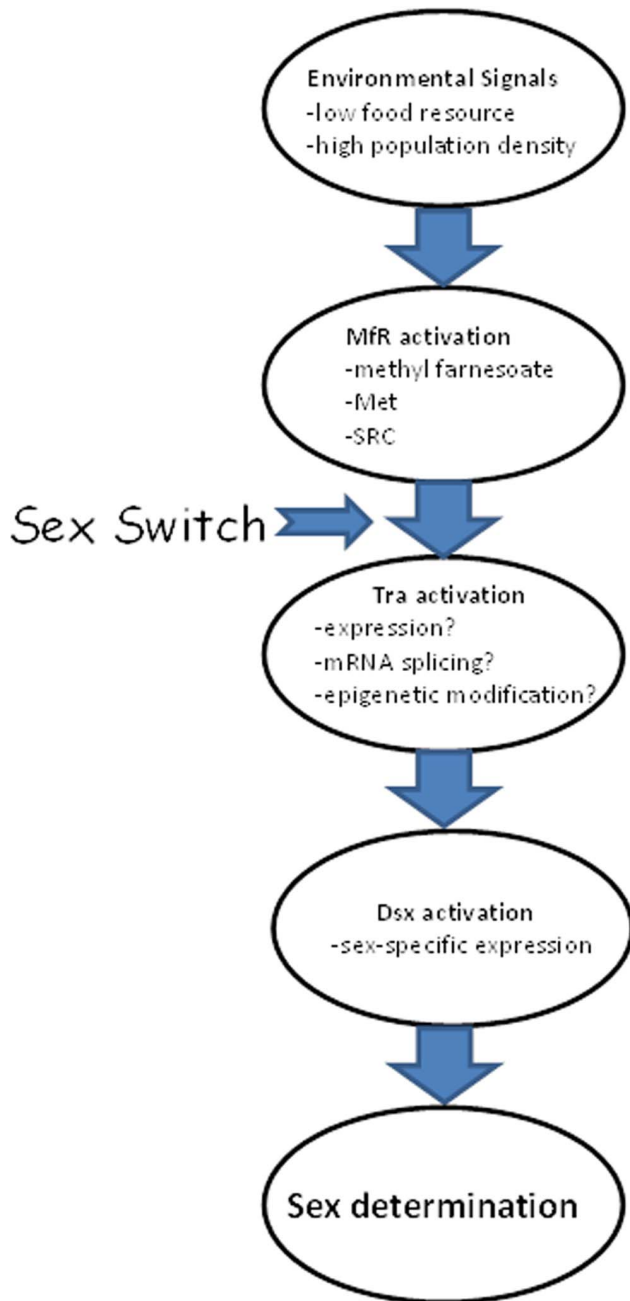 Environmental Signals
-low food resource
-high population density
MfR activation
-methyl farnesoate
-Met
-SRC
Sex Switch
Tra activation
-expression?
-mRNA splicing?
-epigenetic modification?
Dsx activation
-sex-specific expression
Sex determination